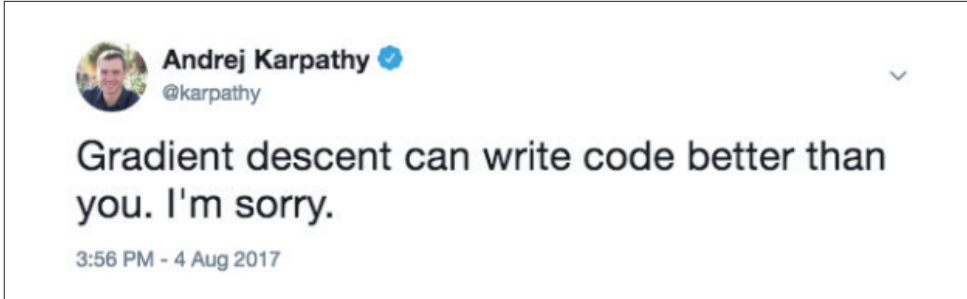 Andrej Karpathy
@karpathy
Gradient descent can write code better than
you. I'm sorry.
3:56 PM - 4 Aug 2017